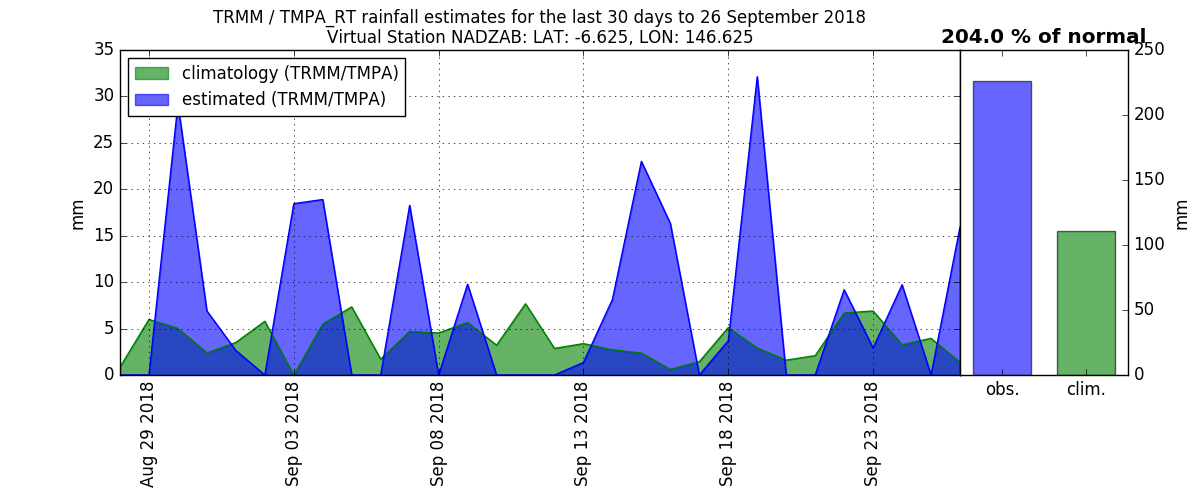 TRMM / TMPA_RT rainfall estimates for the last 30 days to 26 September 2018
Virtual Station NADZAB: LAT: -6.625, LON: 146.625
204.0 % of normal
climatology (TRMM/TMPA)
estimated (TRMM/TMPA)
35
30
25
20
15
10
5
0
mm
Aug 29 2018
Sep 03 2018
Sep 08 2018
Sep 13 2018
Sep 18 2018
Sep 23 2018
obs.
clim.
250
200
150
100
50
0
mm